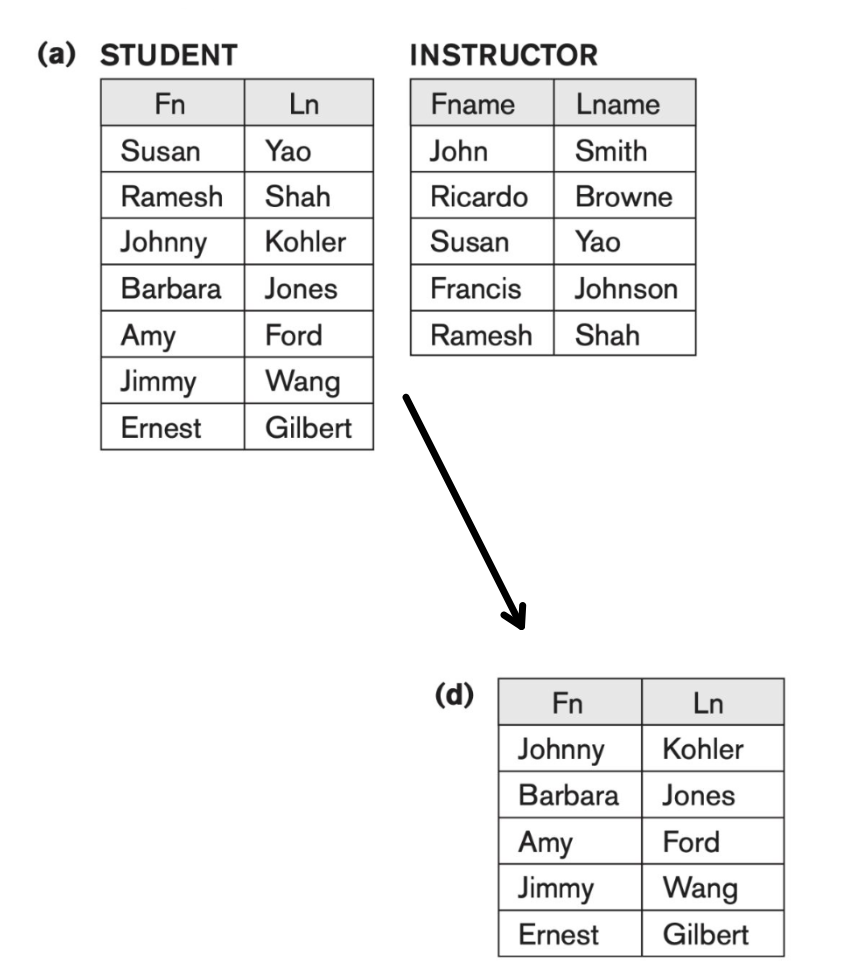 (a) STUDENT
Fn Ln
Susan Yao
Ramesh Shah
Johnny Kohler
Barbara Jones
Amy Ford
Jimmy Wang
Ernest Gilbert
INSTRUCTOR
Fname Lname
John Smith
Ricardo Browne
Susan Yao
Francis Johnson
Ramesh Shah
(d)
Fn Ln
Johnny Kohler
Barbara Jones
Amy Ford
Jimmy Wang
Ernest Gilbert